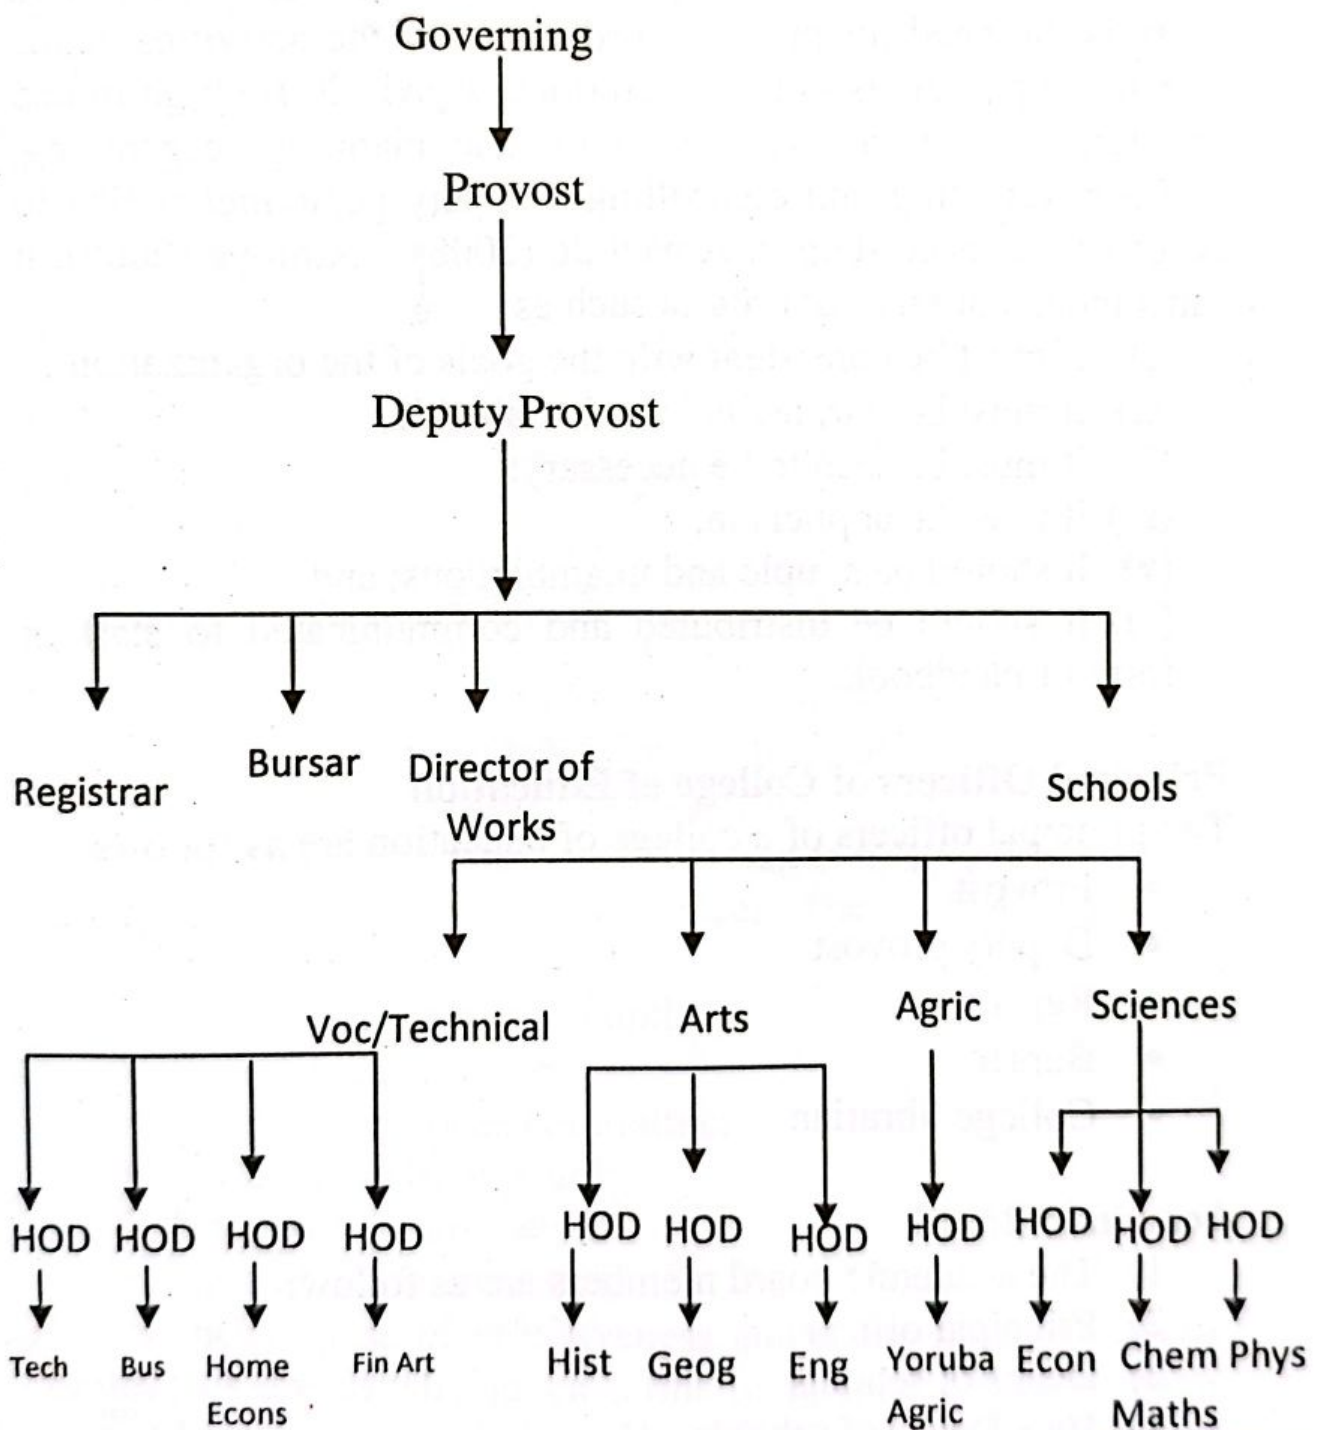 Governing
Provost
Deputy Provost
Registrar
Bursar
Director of
Works
Schools
Voc/Technical
Arts
Agric
Sciences
HOD HOD HOD HOD HOD HOD HOD HOD HOD HOD HOD
Tech Bus Home Fin Art Hist Geog Eng Yoruba Econ Chem Phys
Econs Agric Maths